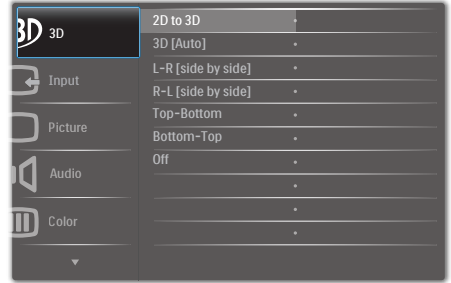 3D 3D
Input
Picture
Audio
Color
2D to 3D
3D [Auto]
L-R [side by side]
R-L [side by side]
Top-Bottom
Bottom-Top
Off